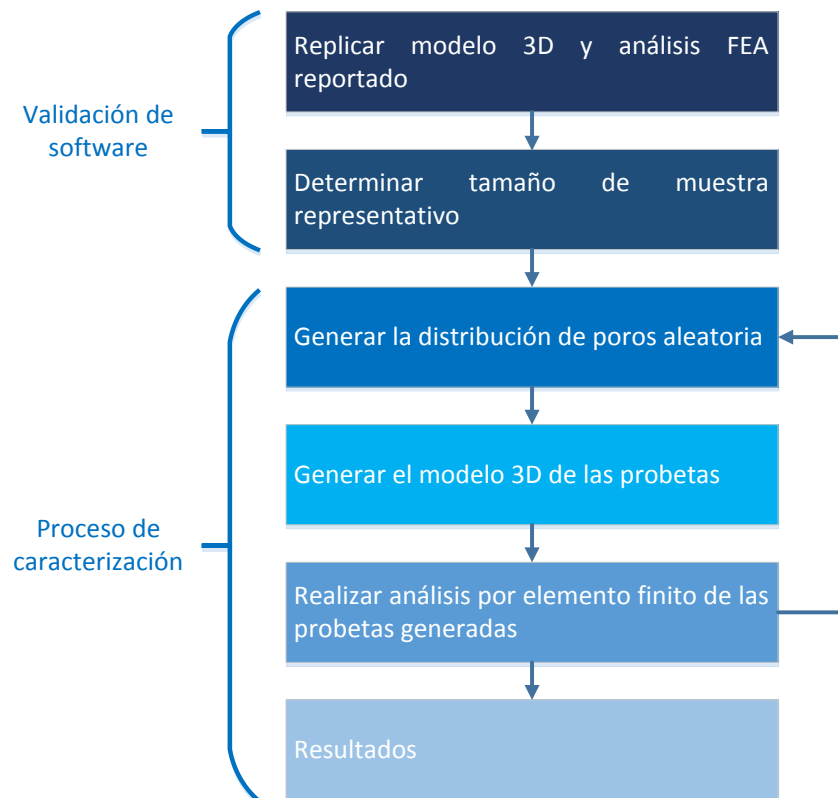 Replicar modelo 3D y análisis FEA
reportado
Validación de
software
Determinar tamaño de muestra
representativo
Generar la distribución de poros aleatoria
Generar el modelo 3D de las probetas
Proceso de
caracterización
Realizar análisis por elemento finito de las
probetas generadas
Resultados